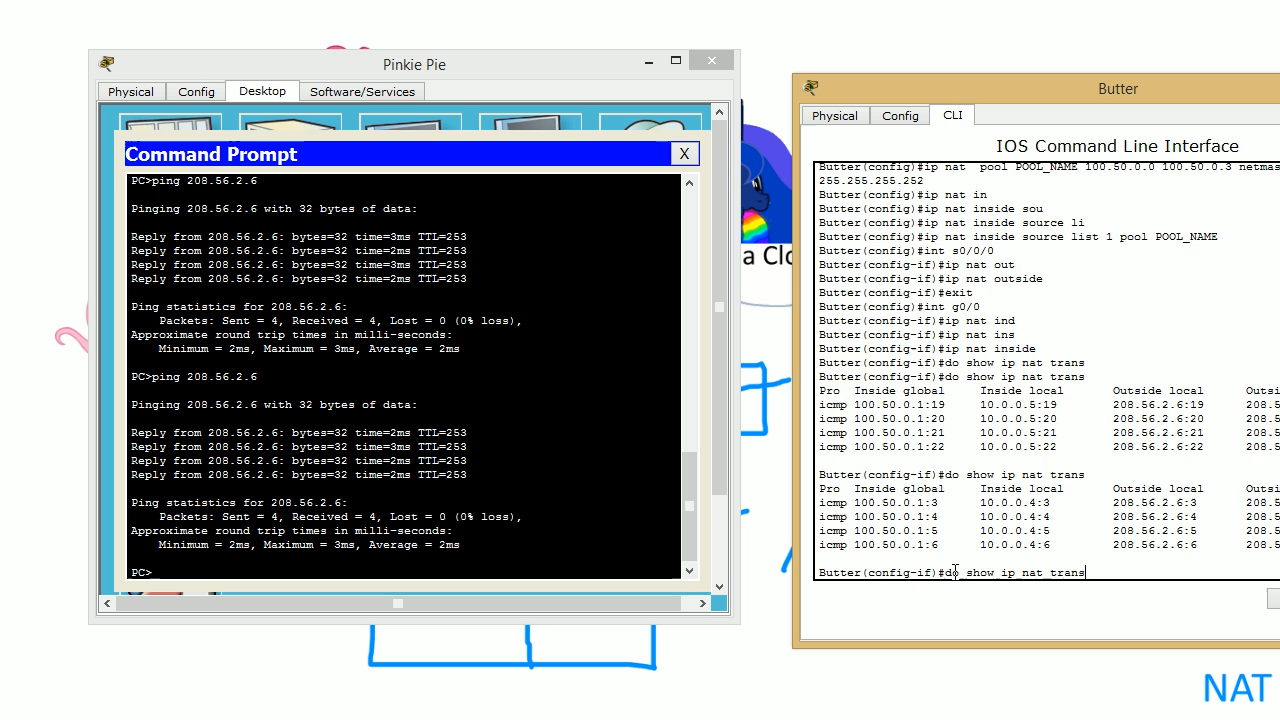 Pinkie Pie
Physical Config Desktop Software/Services
Command Prompt X
PC>ping 208.56.2.6
Pinging 208.56.2.6 with 32 bytes of data:
Reply from 208.56.2.6: bytes=32 time=3ms TTL=253
Reply from 208.56.2.6: bytes=32 time=2ms TTL=253
Reply from 208.56.2.6: bytes=32 time=3ms TTL=253
Reply from 208.56.2.6: bytes=32 time=2ms TTL=253
Ping statistics for 208.56.2.6:
Packets: Sent = 4, Received = 4, Lost = 0 (0% loss),
Approximate round trip times in milli-seconds:
Minimum = 2ms, Maximum = 3ms, Average = 2ms
PC>ping 208.56.2.6
Pinging 208.56.2.6 with 32 bytes of data:
Reply from 208.56.2.6: bytes=32 time=2ms TTL=253
Reply from 208.56.2.6: bytes=32 time=3ms TTL=253
Reply from 208.56.2.6: bytes=32 time=2ms TTL=253
Reply from 208.56.2.6: bytes=32 time=2ms TTL=253
Ping statistics for 208.56.2.6:
Packets: Sent = 4, Received = 4, Lost = 0 (0% loss),
Approximate round trip times in milli-seconds:
Minimum = 2ms, Maximum = 3ms, Average = 2ms
PC>
a Clo
Butter
Physical Config CLI
IOS Command Line Interface
Butter(config)#ip nat pool POOL_NAME 100.50.0.0 100.50.0.3 netmas
255.255.255.252
Butter(config)#ip nat in
Butter(config)#ip nat inside sou
Butter(config)#ip nat inside source li
Butter(config)#ip nat inside source list 1 pool POOL_NAME
Butter(config)#int s0/0/0
Butter(config-if)#ip nat out
Butter(config-if)#ip nat outside
Butter(config-if)#exit
Butter(config)#int g0/0
Butter(config-if)#ip nat ind
Butter(config-if)#ip nat ins
Butter(config-if)#ip nat inside
Butter(config-if)#do show ip nat trans
Butter(config-if)#do show ip nat trans
Pro Inside global Inside local Outside local Outsi
icmp 100.50.0.1:19 10.0.0.5:19 208.56.2.6:19 208.5
icmp 100.50.0.1:20 10.0.0.5:20 208.56.2.6:20 208.5
icmp 100.50.0.1:21 10.0.0.5:21 208.56.2.6:21 208.5
icmp 100.50.0.1:22 10.0.0.5:22 208.56.2.6:22 208.5
Butter(config-if)#do show ip nat trans
Pro Inside global Inside local Outside local Outsi
icmp 100.50.0.1:3 10.0.0.4:3 208.56.2.6:3 208.5
icmp 100.50.0.1:4 10.0.0.4:4 208.56.2.6:4 208.5
icmp 100.50.0.1:5 10.0.0.4:5 208.56.2.6:5 208.5
icmp 100.50.0.1:6 10.0.0.4:6 208.56.2.6:6 208.5
Butter(config-if)#do show ip nat trans
NAT